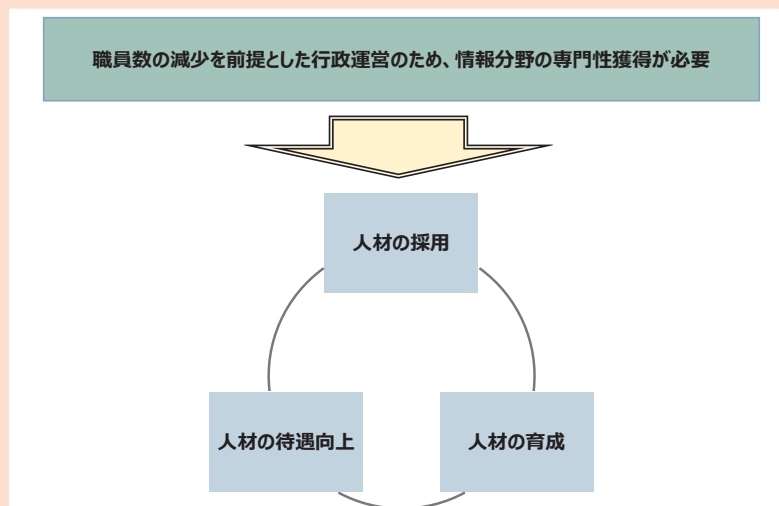 職員数の減少を前提とした行政運営のため、情報分野の専門性獲得が必要
人材の採用
人材の待遇向上
人材の育成